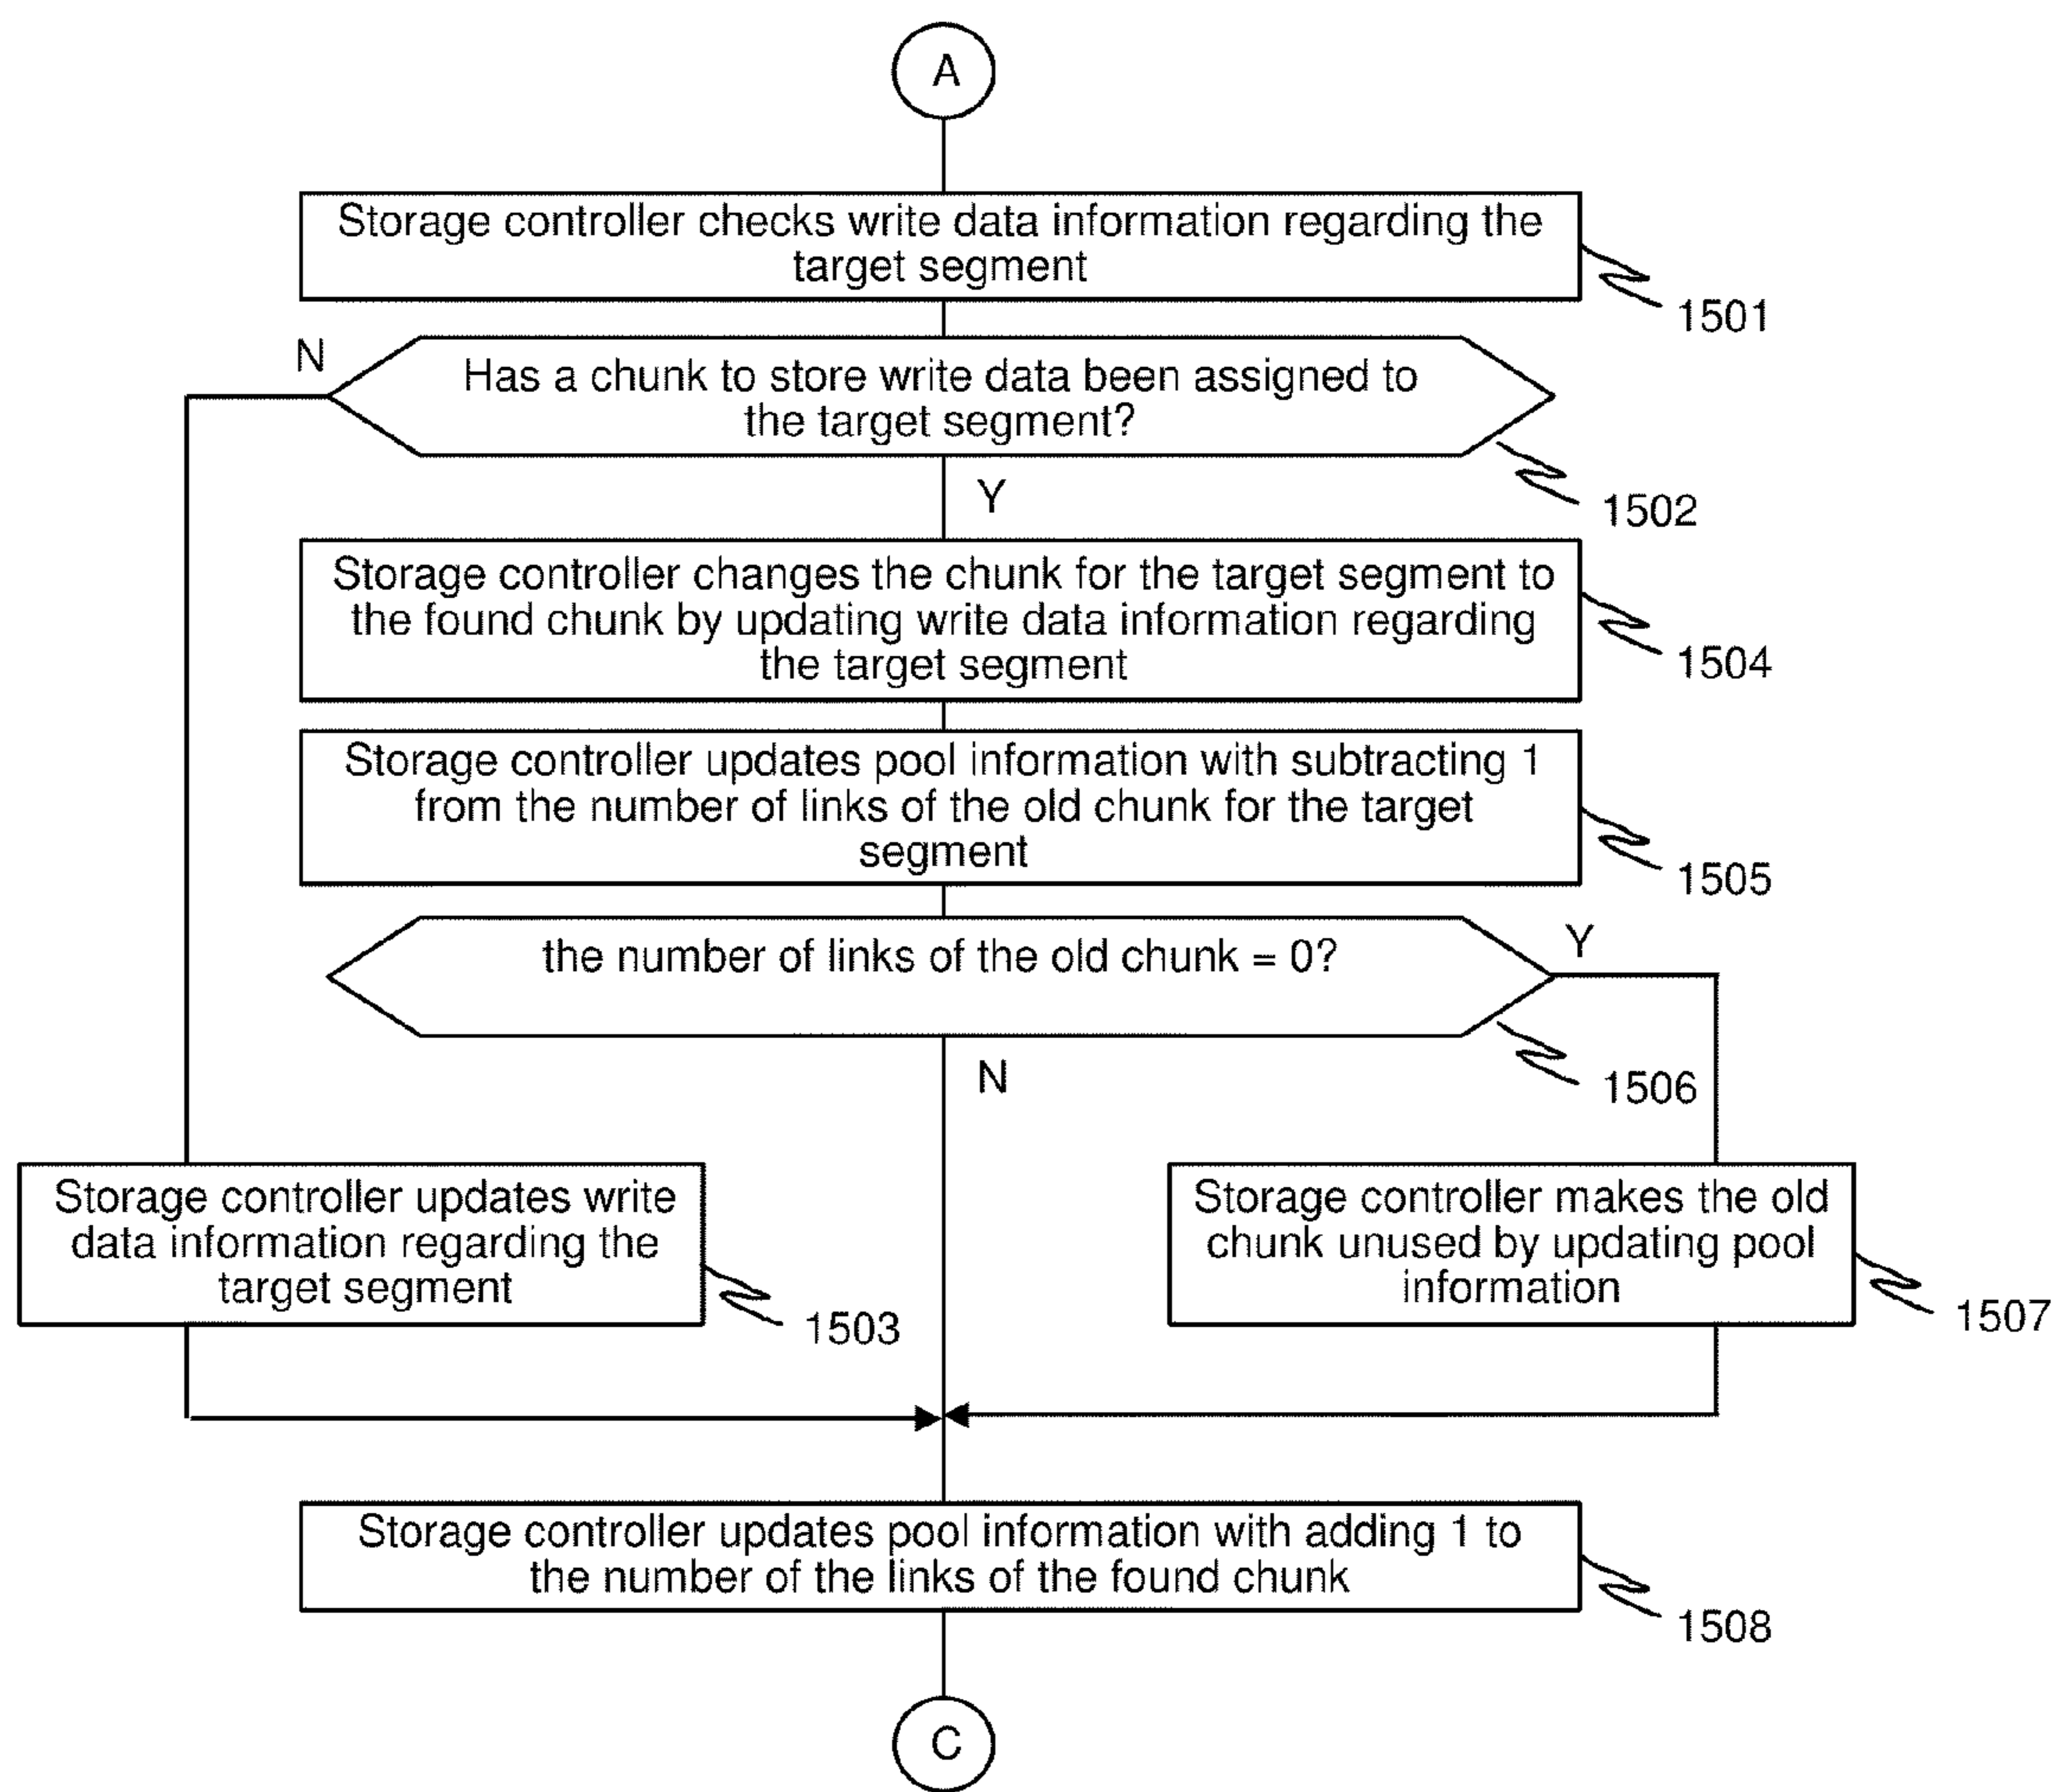 A
Storage controller checks write data information regarding the
target segment
1501
N
Has a chunk to store write data been assigned to
the target segment?
1502
Y
Storage controller changes the chunk for the target segment to
the found chunk by updating write data information regarding
the target segment
1504
Storage controller updates pool information with subtracting 1
from the number of links of the old chunk for the target
segment
1505
the number of links of the old chunk = 0?
Y
1506
N
Storage controller updates write
data information regarding the
target segment
1503
Storage controller makes the old
chunk unused by updating pool
information
1507
Storage controller updates pool information with adding 1 to
the number of the links of the found chunk
1508
C